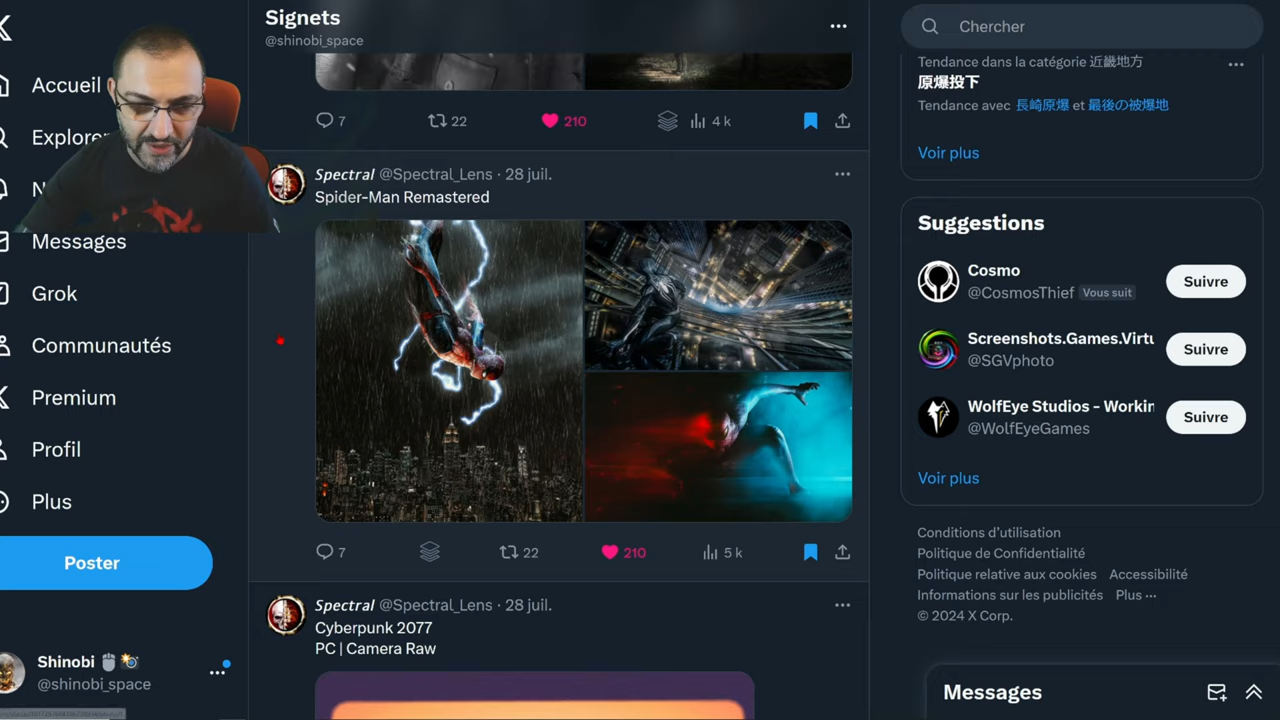 Signets
@shinobi_space
Chercher
Accueil
Explorer
N
Messages
Grok
Communautés
Premium
Profil
Plus
Poster
Shinobi
@shinobi_space
7
22
210
4 k
Spectral @Spectral_Lens · 28 juil.
Spider-Man Remastered
7
22
210
5 k
Spectral @Spectral_Lens · 28 juil.
Cyberpunk 2077
PC | Camera Raw
Tendance dans la catégorie 近畿地方
原爆投下
Tendance avec 長崎原爆 et 最後の被爆地
Voir plus
Suggestions
Cosmo
@CosmosThief Vous suit
Suivre
Screenshots.Games.Virtu
@SGVphoto
Suivre
WolfEye Studios - Workin
@WolfEyeGames
Suivre
Voir plus
Conditions d’utilisation
Politique de Confidentialité
Politique relative aux cookies Accessibilité
Informations sur les publicités Plus ···
© 2024 X Corp.
Messages